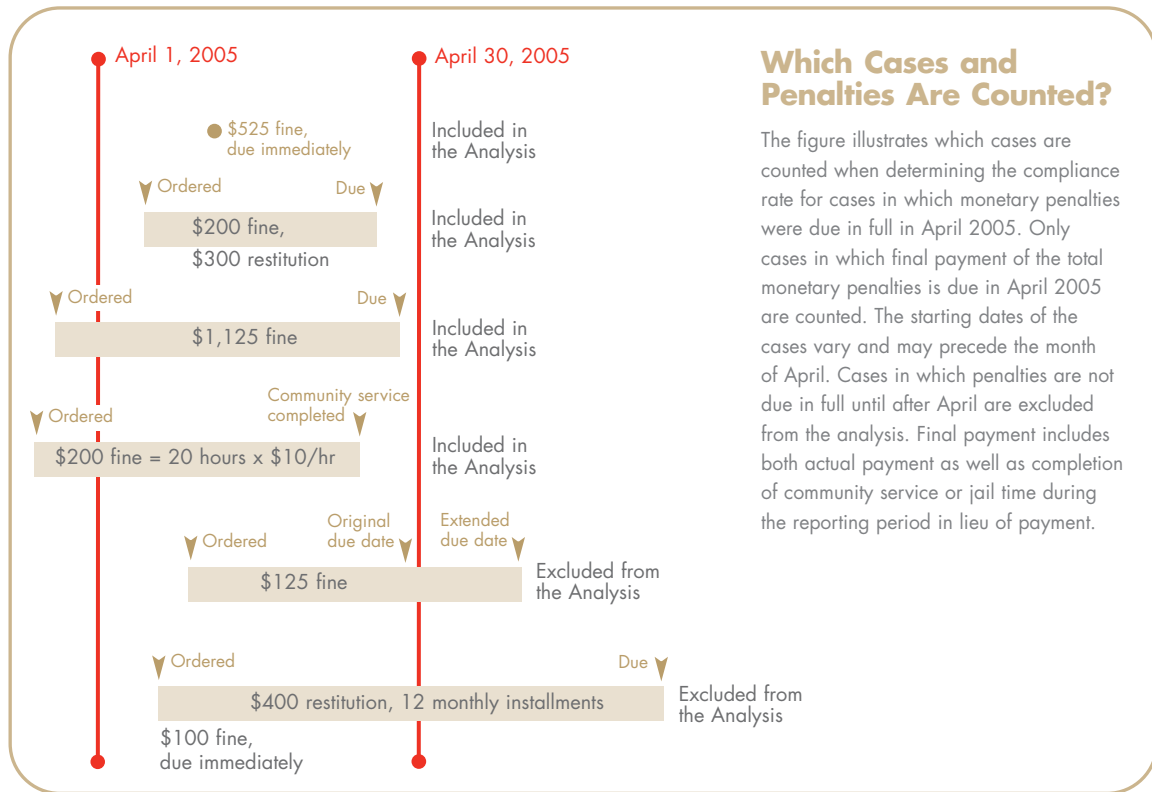 April 1, 2005
April 30, 2005
$525 fine,
due immediately
Included in
the Analysis
Ordered
Due
$200 fine,
$300 restitution
Included in
the Analysis
Ordered
Due
$1,125 fine
Included in
the Analysis
Ordered
Community service
completed
$200 fine = 20 hours x $10/hr
Included in
the Analysis
Ordered
Original
due date
Extended
due date
$125 fine
Excluded from
the Analysis
Ordered
Due
$400 restitution, 12 monthly installments
Excluded from
the Analysis
$100 fine,
due immediately
Which Cases and
Penalties Are Counted?
The figure illustrates which cases are
counted when determining the compliance
rate for cases in which monetary penalties
were due in full in April 2005. Only
cases in which final payment of the total
monetary penalties is due in April 2005
are counted. The starting dates of the
cases vary and may precede the month
of April. Cases in which penalties are not
due in full until after April are excluded
from the analysis. Final payment includes
both actual payment as well as completion
of community service or jail time during
the reporting period in lieu of payment.